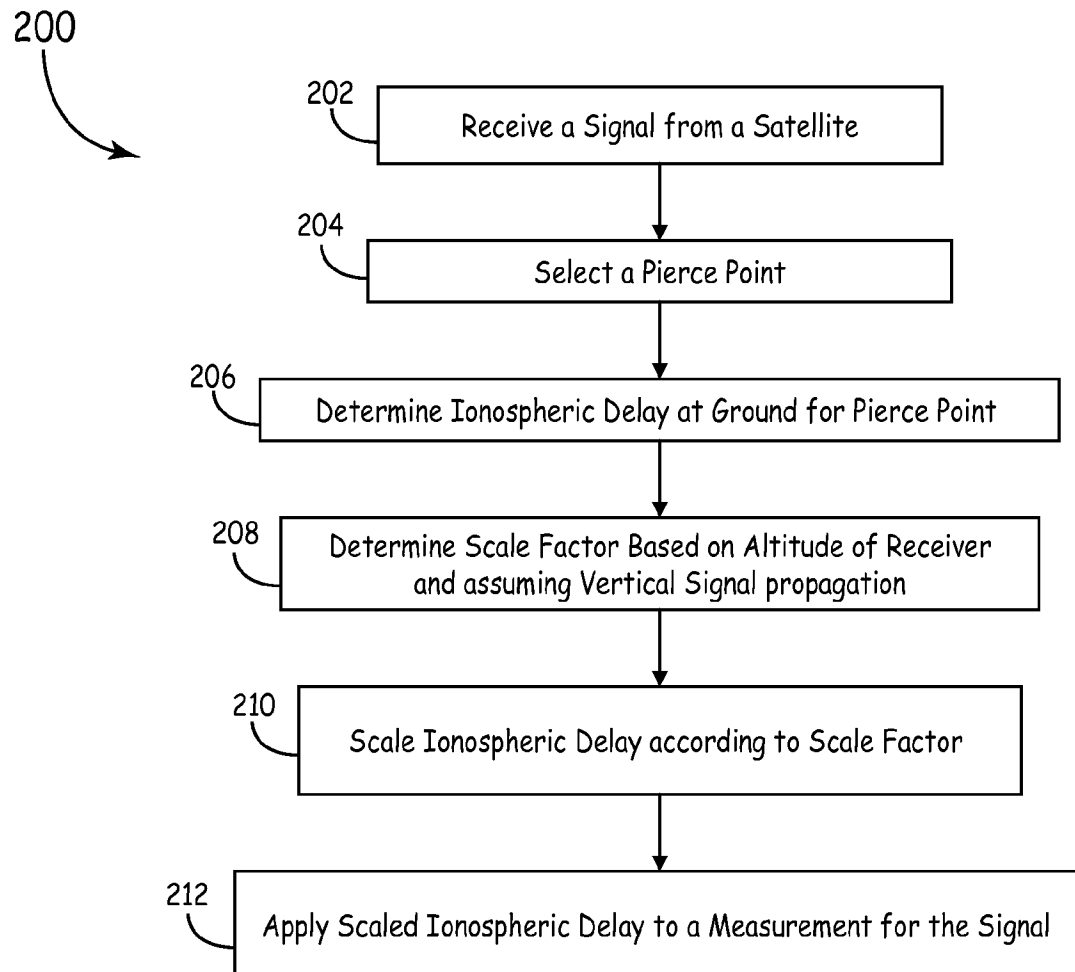 200
202
Receive a Signal from a Satellite
204
Select a Pierce Point
206
Determine Ionospheric Delay at Ground for Pierce Point
208
Determine Scale Factor Based on Altitude of Receiver
and assuming Vertical Signal propagation
210
Scale Ionospheric Delay according to Scale Factor
212
Apply Scaled Ionospheric Delay to a Measurement for the Signal